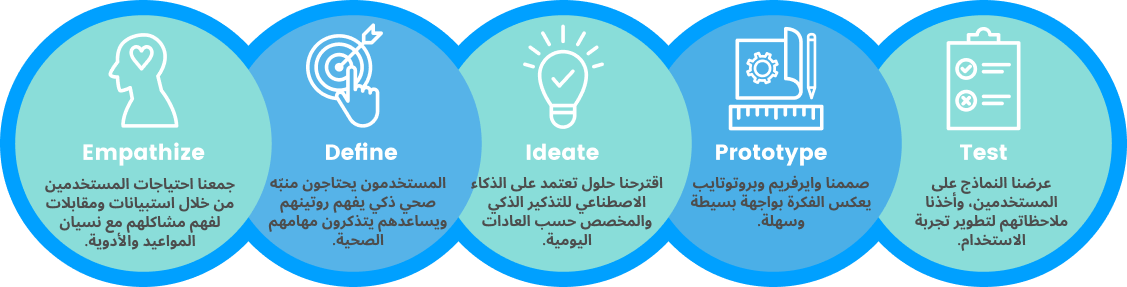 Empathize
جمعنا احتياجات المستخدمين
من خلال استبيانات ومقابلات
لفهم مشاكلهم مع نسيان
المواعيد والأدوية.
Define
المستخدمون يحتاجون منبّه
صحي ذكي يفهم روتينهم
ويساعدهم يتذكرون مهامهم
الصحية.
Ideate
اقترحنا حلول تعتمد على الذكاء
الاصطناعي للتذكير الذكي
والمخصص حسب العادات
اليومية.
Prototype
صممنا وايرفريم وبروتوتايب
يعكس الفكرة بواجهة بسيطة
وسهلة.
Test
عرضنا النماذج على
المستخدمين، وأخذنا
ملاحظاتهم لتطوير تجربة
الاستخدام.